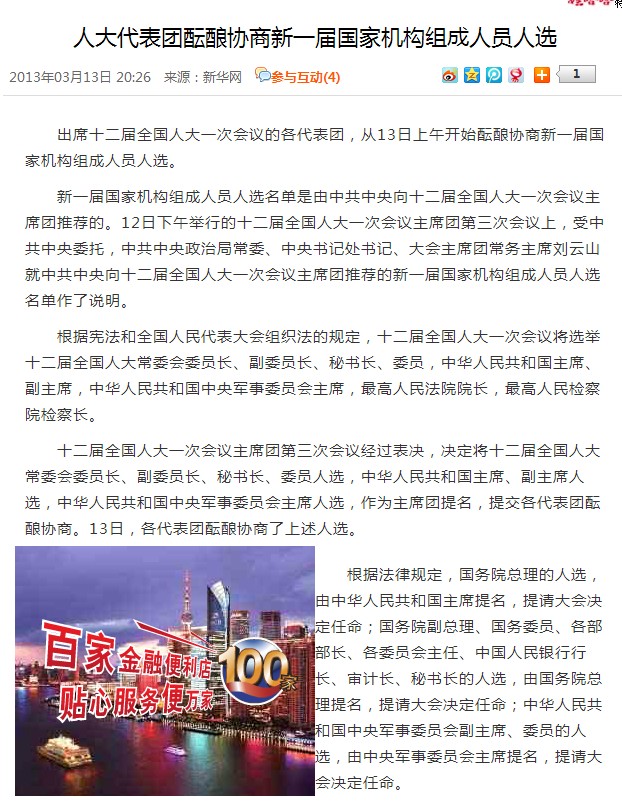 人大代表团酝酿协商新一届国家机构组成人员人选
2013年03月13日 20:26 来源：新华网 参与互动(4)
1
出席十二届全国人大一次会议的各代表团，从13日上午开始酝酿协商新一届国
家机构组成人员人选。
新一届国家机构组成人员人选名单是由中共中央向十二届全国人大一次会议主
席团推荐的。12日下午举行的十二届全国人大一次会议主席团第三次会议上，受中
共中央委托，中共中央政治局常委、中央书记处书记、大会主席团常务主席刘云山
就中共中央向十二届全国人大一次会议主席团推荐的新一届国家机构组成人员人选
名单作了说明。
根据宪法和全国人民代表大会组织法的规定，十二届全国人大一次会议将选举
十二届全国人大常委会委员长、副委员长、秘书长、委员，中华人民共和国主席、
副主席，中华人民共和国中央军事委员会主席，最高人民法院院长，最高人民检察
院检察长。
十二届全国人大一次会议主席团第三次会议经过表决，决定将十二届全国人大
常委会委员长、副委员长、秘书长、委员人选，中华人民共和国主席、副主席人
选，中华人民共和国中央军事委员会主席人选，作为主席团提名，提交各代表团酝
酿协商。13日，各代表团酝酿协商了上述人选。
百家金融便利店
100家
贴心服务便万家
根据法律规定，国务院总理的人选，
由中华人民共和国主席提名，提请大会决
定任命；国务院副总理、国务委员、各部
部长、各委员会主任、中国人民银行行
长、审计长、秘书长的人选，由国务院总
理提名，提请大会决定任命；中华人民共
和国中央军事委员会副主席、委员的人
选，由中央军事委员会主席提名，提请大
会决定任命。